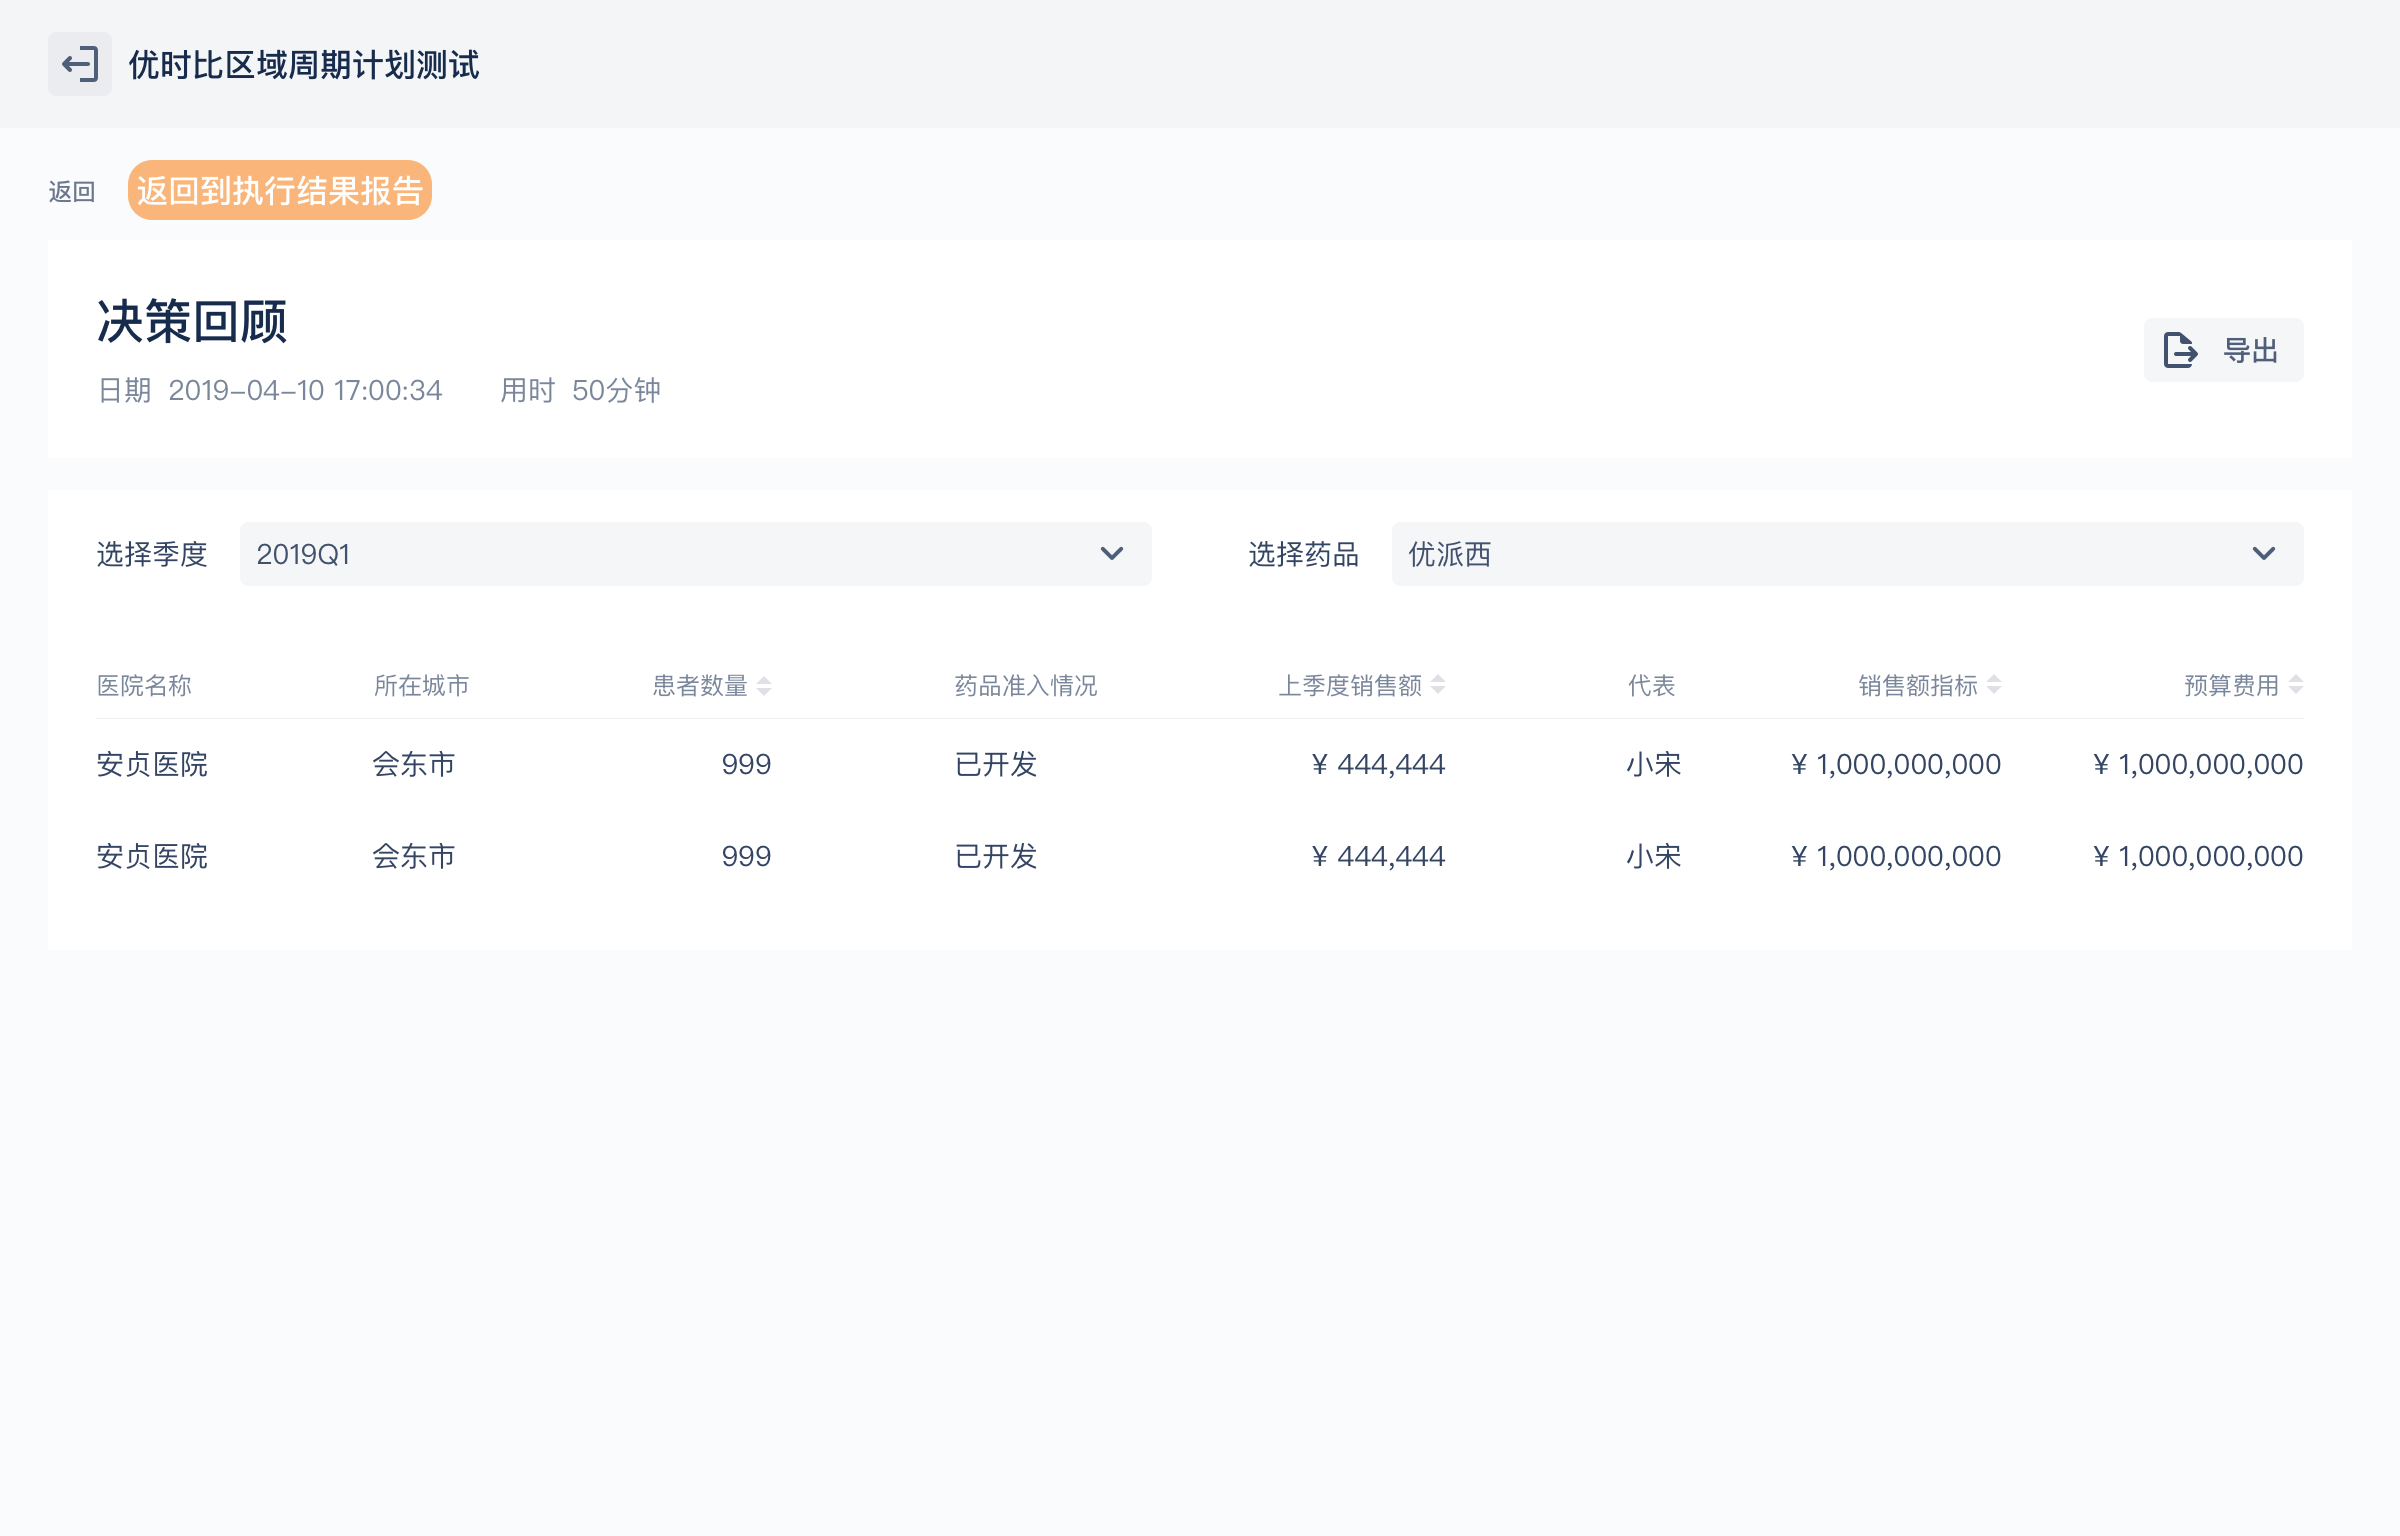 优时比区域周期计划测试
返回 返回到执行结果报告
决策回顾
日期 2019-04-10 17:00:34 用时 50分钟
导出
选择季度 2019Q1 选择药品 优派西
医院名称 所在城市 患者数量 药品准入情况 上季度销售额 代表 销售额指标 预算费用
安贞医院 会东市 999 已开发 ¥ 444,444 小宋 ¥ 1,000,000,000 ¥ 1,000,000,000
安贞医院 会东市 999 已开发 ¥ 444,444 小宋 ¥ 1,000,000,000 ¥ 1,000,000,000